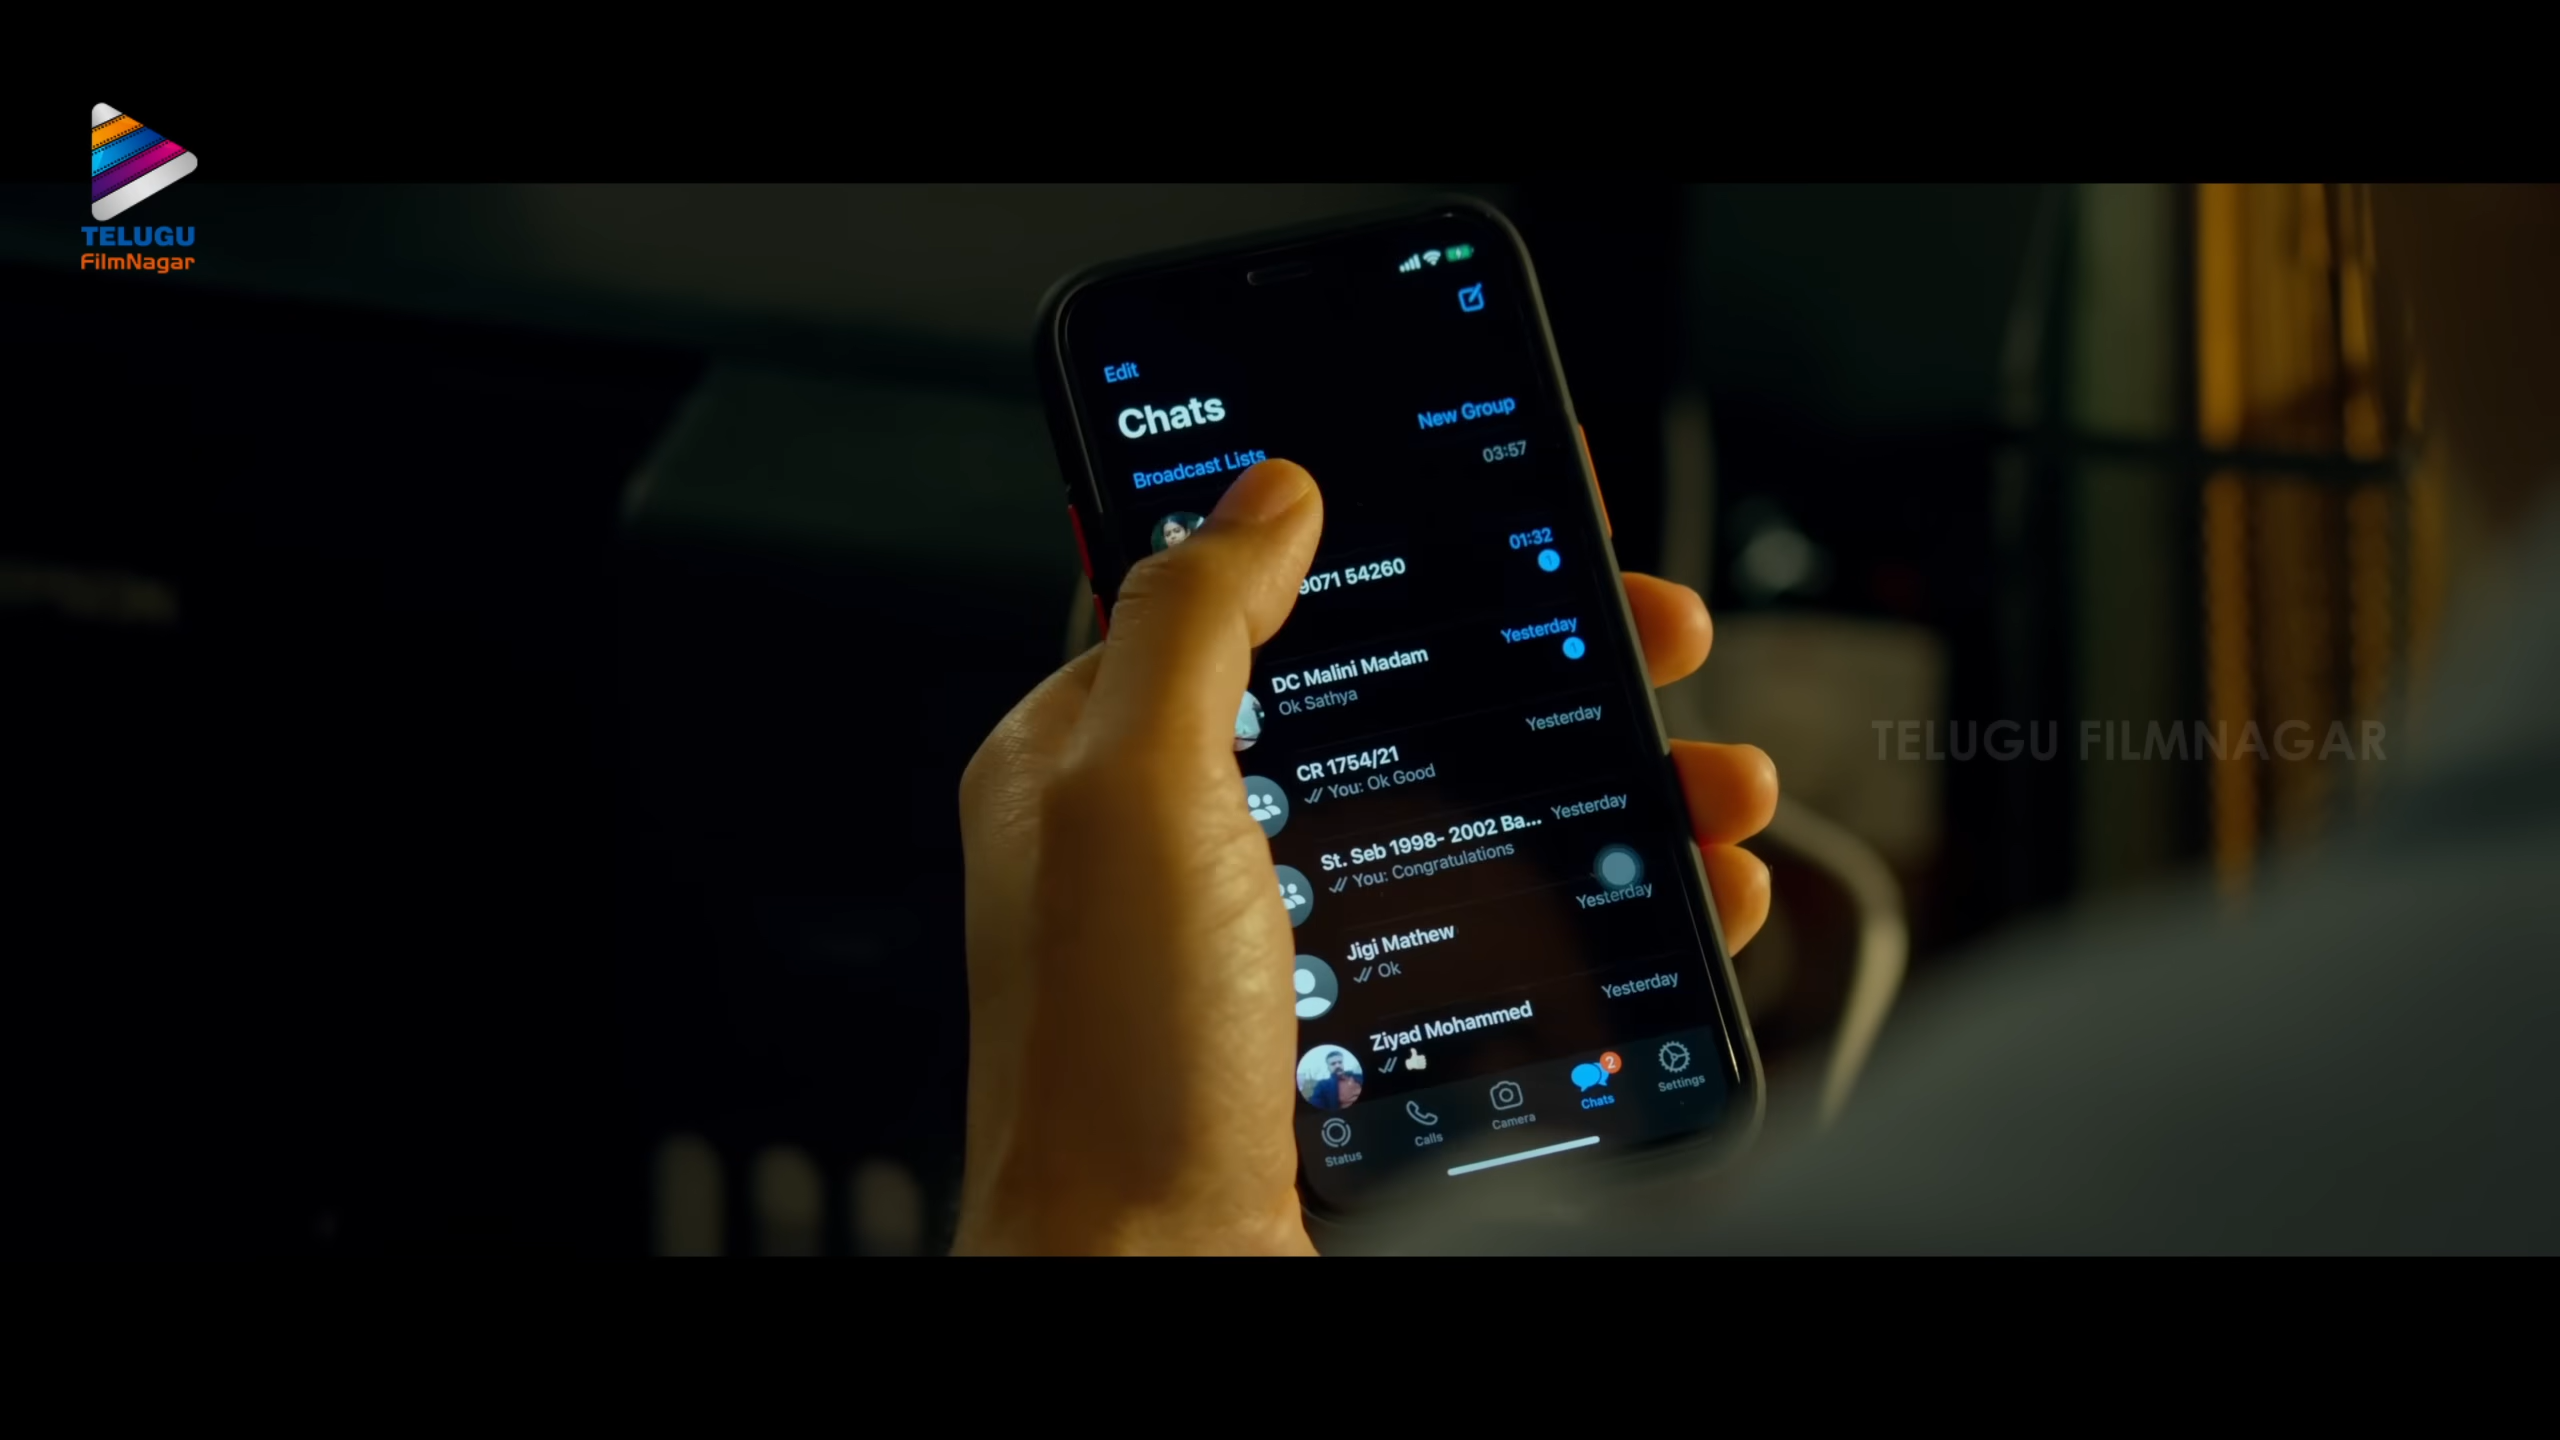 TELUGU
FilmNagar
Edit
Chats
Broadcast Lists
New Group
03:57
9071 54260
01:32
1
DC Malini Madam
Yesterday
Ok Sathya
1
CR 1754/21
Yesterday
You: Ok Good
St. Seb 1998- 2002 Ba...
Yesterday
You: Congratulations
Jigi Mathew
Yesterday
Ok
Ziyad Mohammed
Yesterday
Status
Calls
Camera
2
Chats
Settings
TELUGU FILMNAGAR